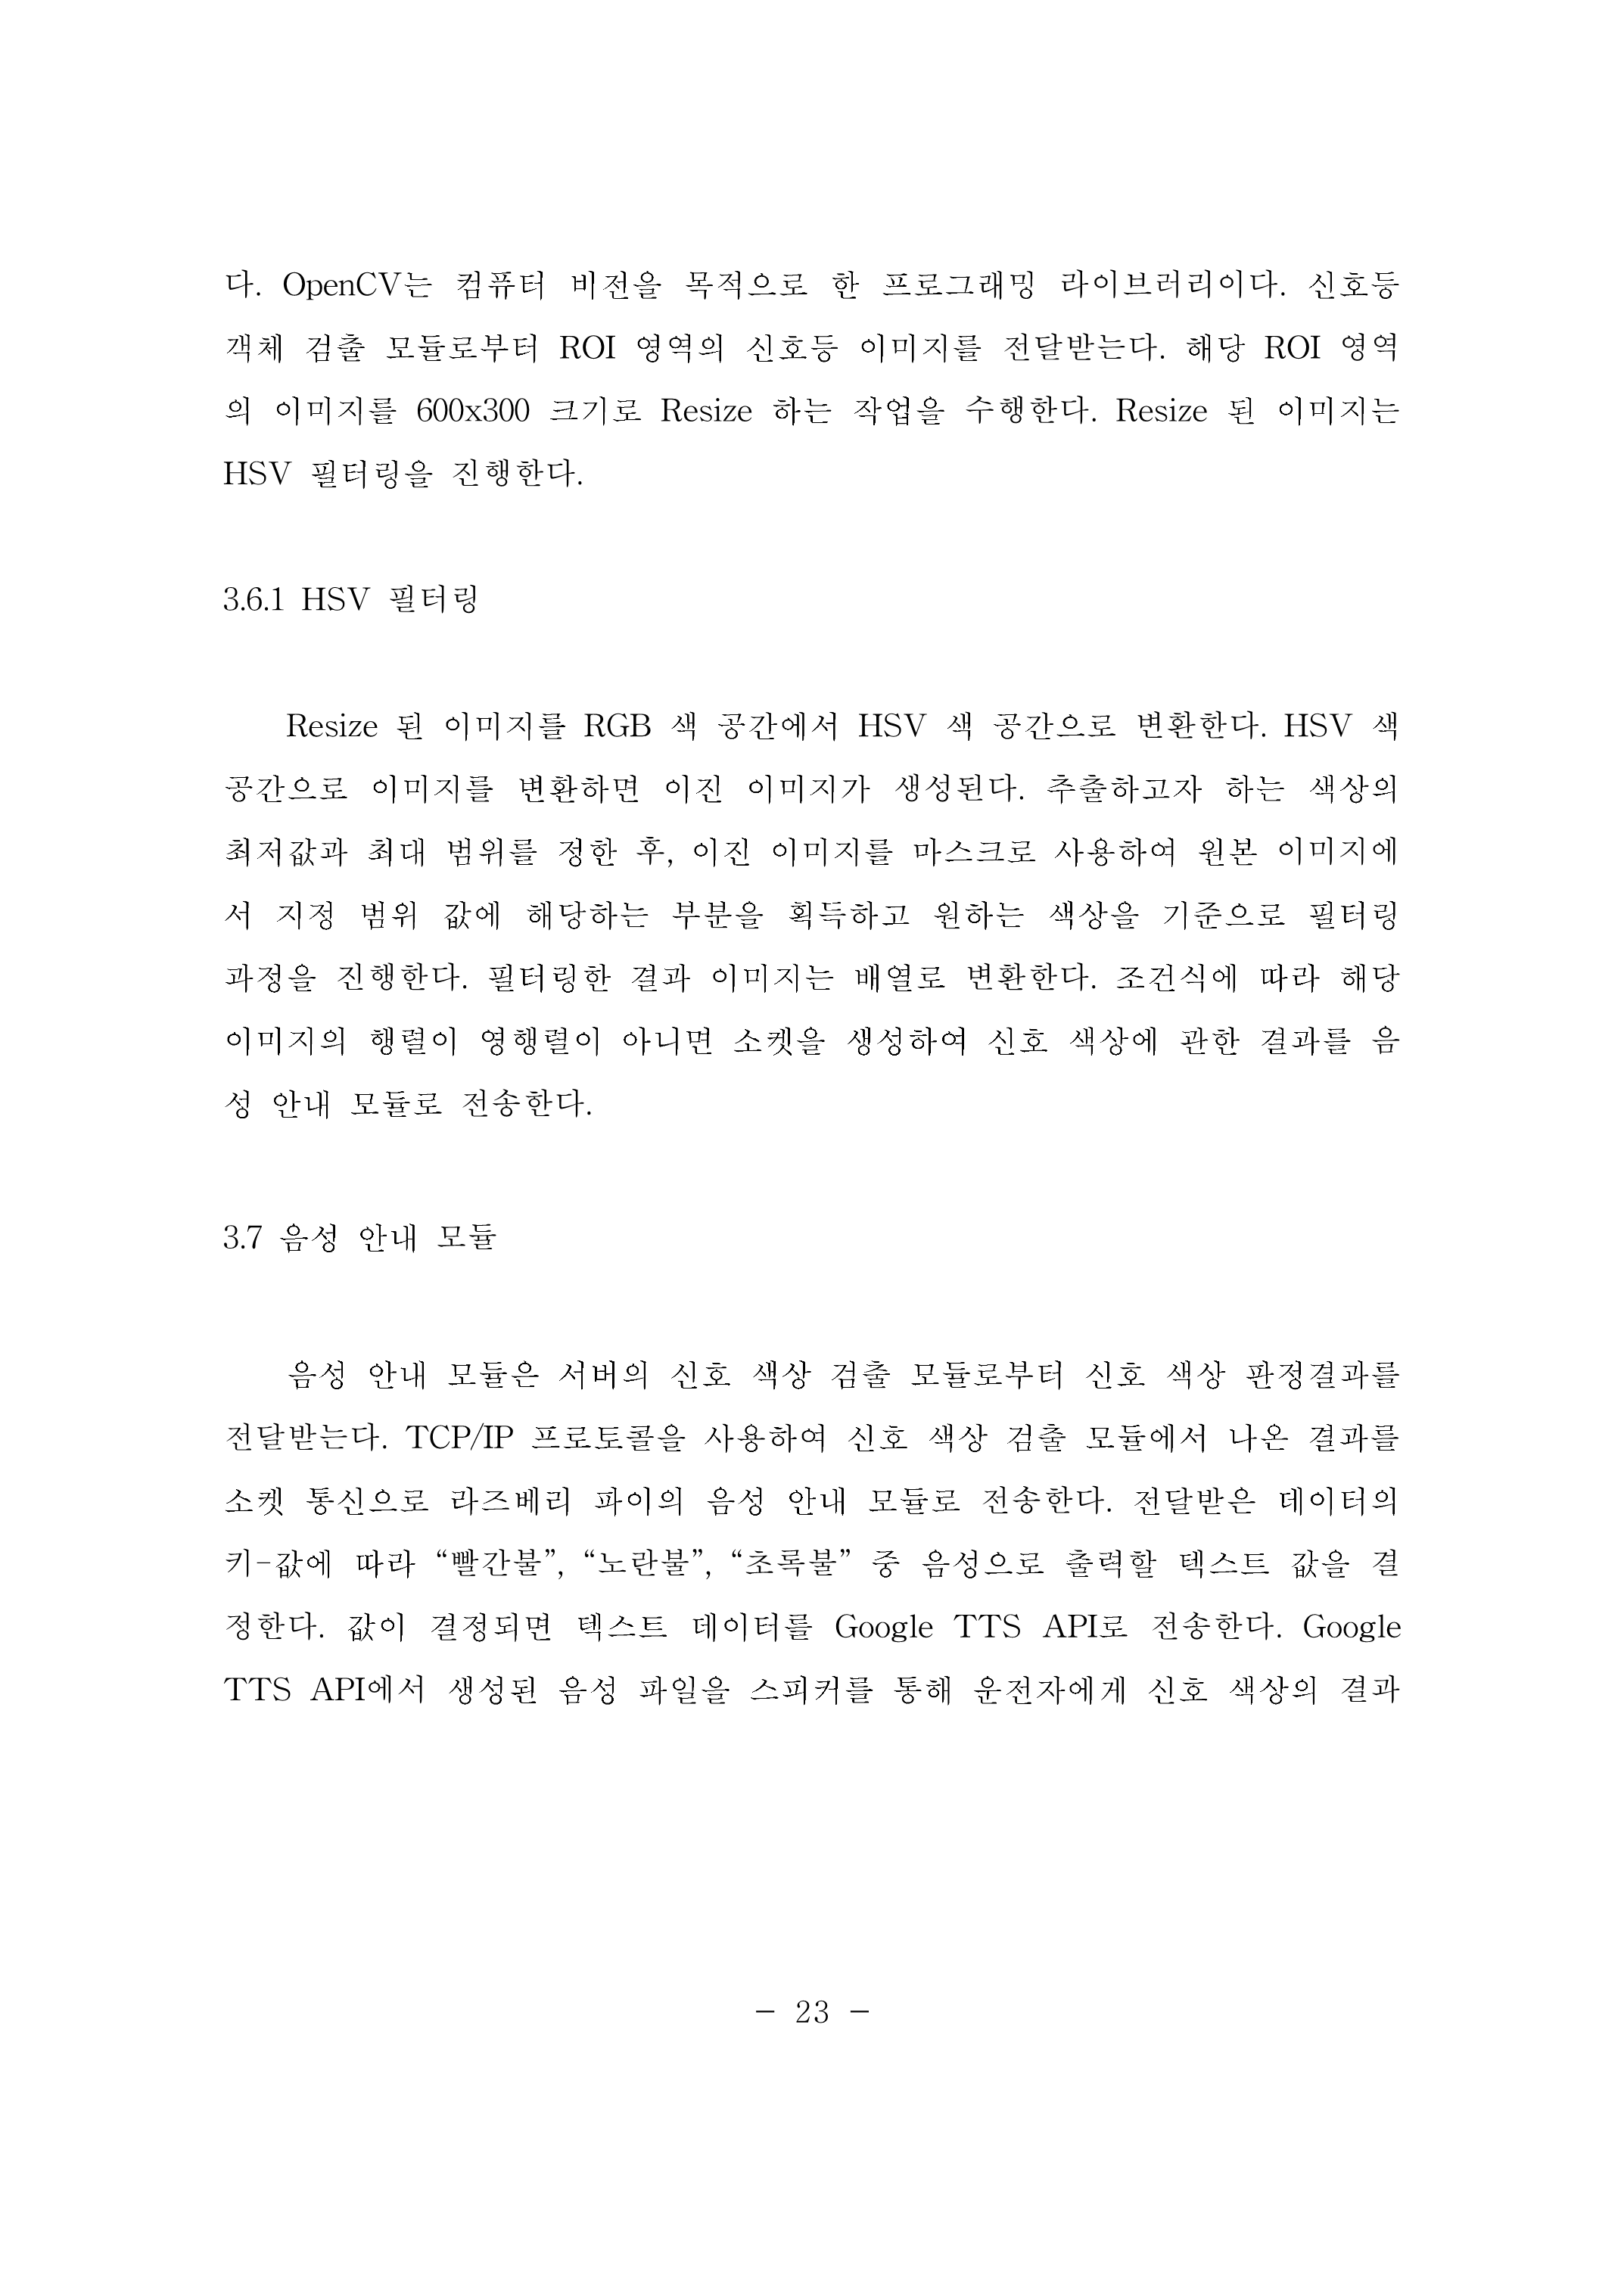 다. OpenCV는 컴퓨터 비전을 목적으로 한 프로그래밍 라이브러리이다. 신호등
객체 검출 모듈로부터 ROI 영역의 신호등 이미지를 전달받는다. 해당 ROI 영역
의 이미지를 600x300 크기로 Resize 하는 작업을 수행한다. Resize 된 이미지는
HSV 필터링을 진행한다.
3.6.1 HSV 필터링
Resize 된 이미지를 RGB 색 공간에서 HSV 색 공간으로 변환한다. HSV 색
공간으로 이미지를 변환하면 이진 이미지가 생성된다. 추출하고자 하는 색상의
최저값과 최대 범위를 정한 후, 이진 이미지를 마스크로 사용하여 원본 이미지에
서 지정 범위 값에 해당하는 부분을 획득하고 원하는 색상을 기준으로 필터링
과정을 진행한다. 필터링한 결과 이미지는 배열로 변환한다. 조건식에 따라 해당
이미지의 행렬이 영행렬이 아니면 소켓을 생성하여 신호 색상에 관한 결과를 음
성 안내 모듈로 전송한다.
3.7 음성 안내 모듈
음성 안내 모듈은 서버의 신호 색상 검출 모듈로부터 신호 색상 판정결과를
전달받는다. TCP/IP 프로토콜을 사용하여 신호 색상 검출 모듈에서 나온 결과를
소켓 통신으로 라즈베리 파이의 음성 안내 모듈로 전송한다. 전달받은 데이터의
키-값에 따라 “빨간불”, “노란불”, “초록불” 중 음성으로 출력할 텍스트 값을 결
정한다. 값이 결정되면 텍스트 데이터를 Google TTS API로 전송한다. Google
TTS API에서 생성된 음성 파일을 스피커를 통해 운전자에게 신호 색상의 결과
- 23 -